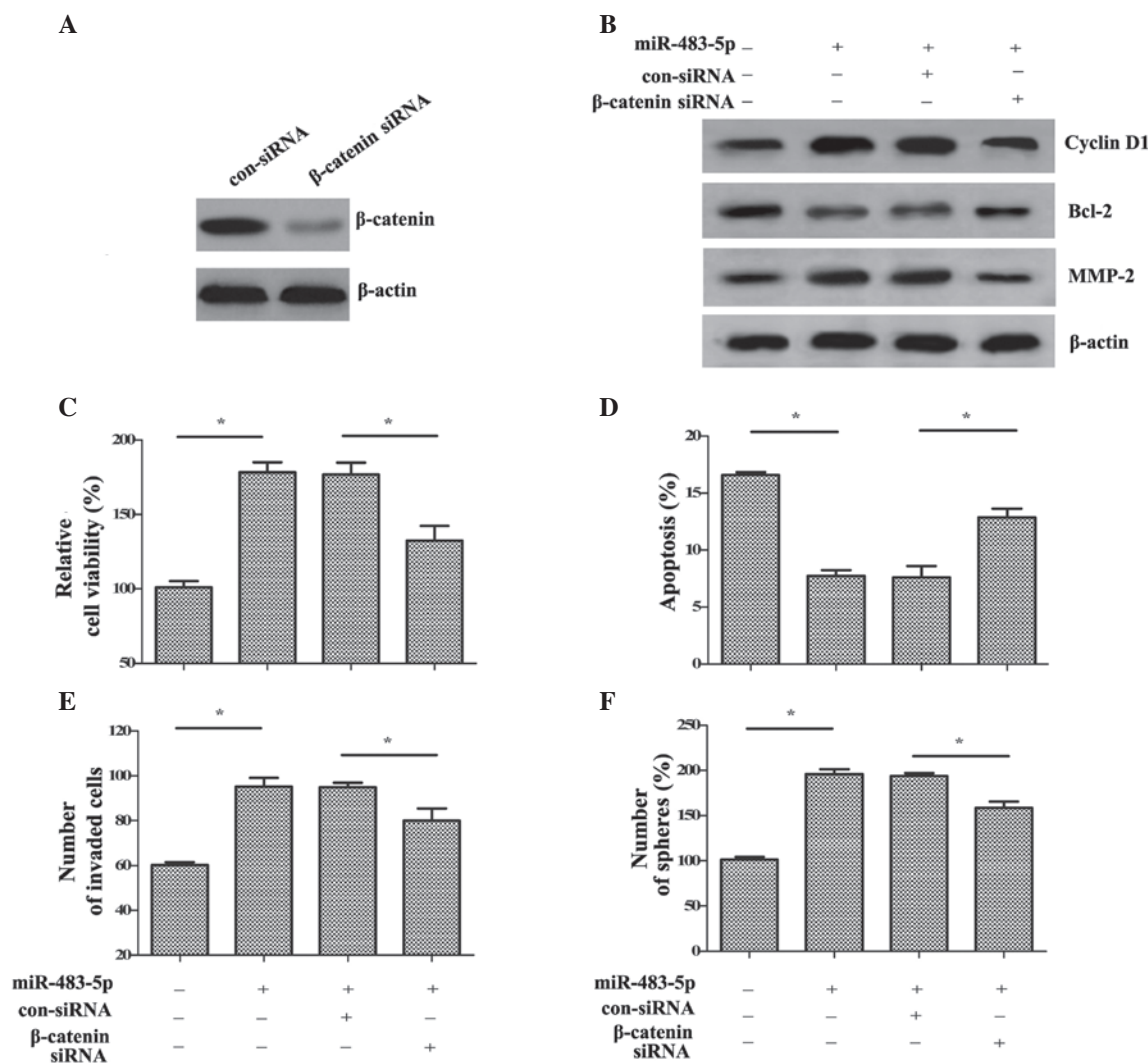 A
con-siRNA
β-catenin siRNA
β-catenin
β-actin
B
miR-483-5p – + + +
con-siRNA – – + –
β-catenin siRNA – – – +
Cyclin D1
Bcl-2
MMP-2
β-actin
C
*
*
200
150
100
50
Relative
cell viability (%)
D
*
*
20
15
10
5
0
Apoptosis (%)
E
*
*
120
100
80
60
40
20
Number
of invaded cells
miR-483-5p – + + +
con-siRNA – – + –
β-catenin
siRNA – – – +
F
*
*
250
200
150
100
50
0
Number
of spheres (%)
miR-483-5p – + + +
con-siRNA – – + –
β-catenin
siRNA – – – +